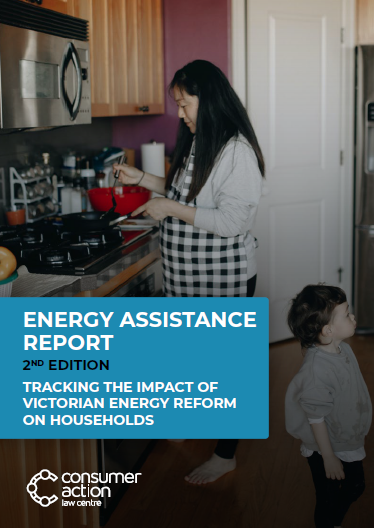 ENERGY ASSISTANCE
REPORT
2ND EDITION
TRACKING THE IMPACT OF
VICTORIAN ENERGY REFORM
ON HOUSEHOLDS
consumer
action
law centre